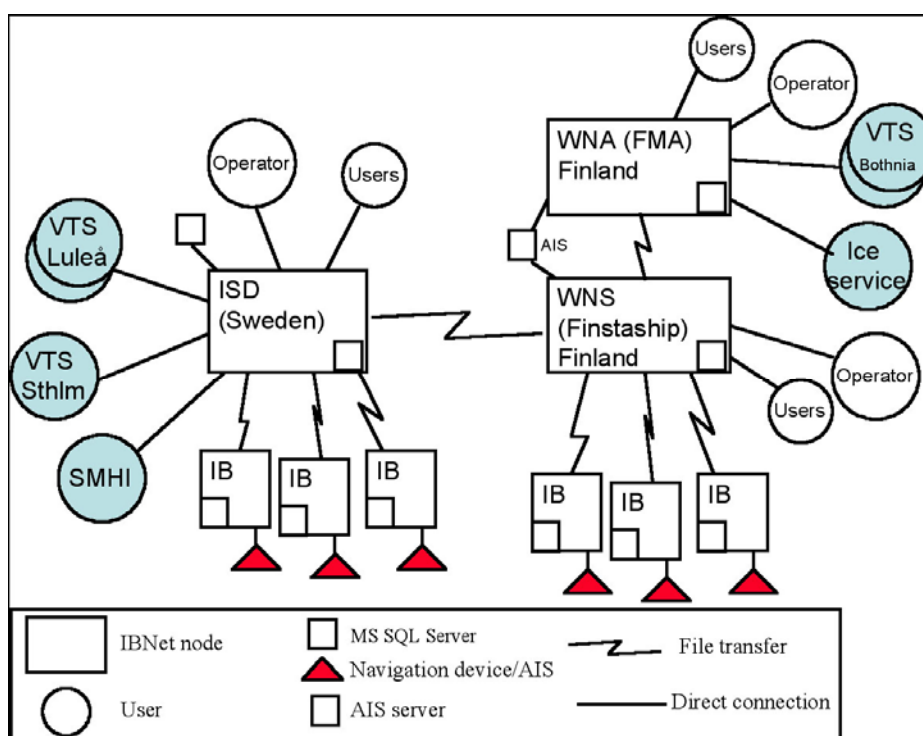 Users
Operator
WNA (FMA)
Finland
VTS
Bothnia
Operator
Users
VTS
Luleå
AIS
Ice
service
ISD
(Sweden)
WNS
(Finstaship)
Finland
VTS
Sthlm
Operator
Users
SMHI
IB
IB
IB
IB
IB
IB
IBNet node
MS SQL Server
File transfer
Navigation device/AIS
User
AIS server
Direct connection